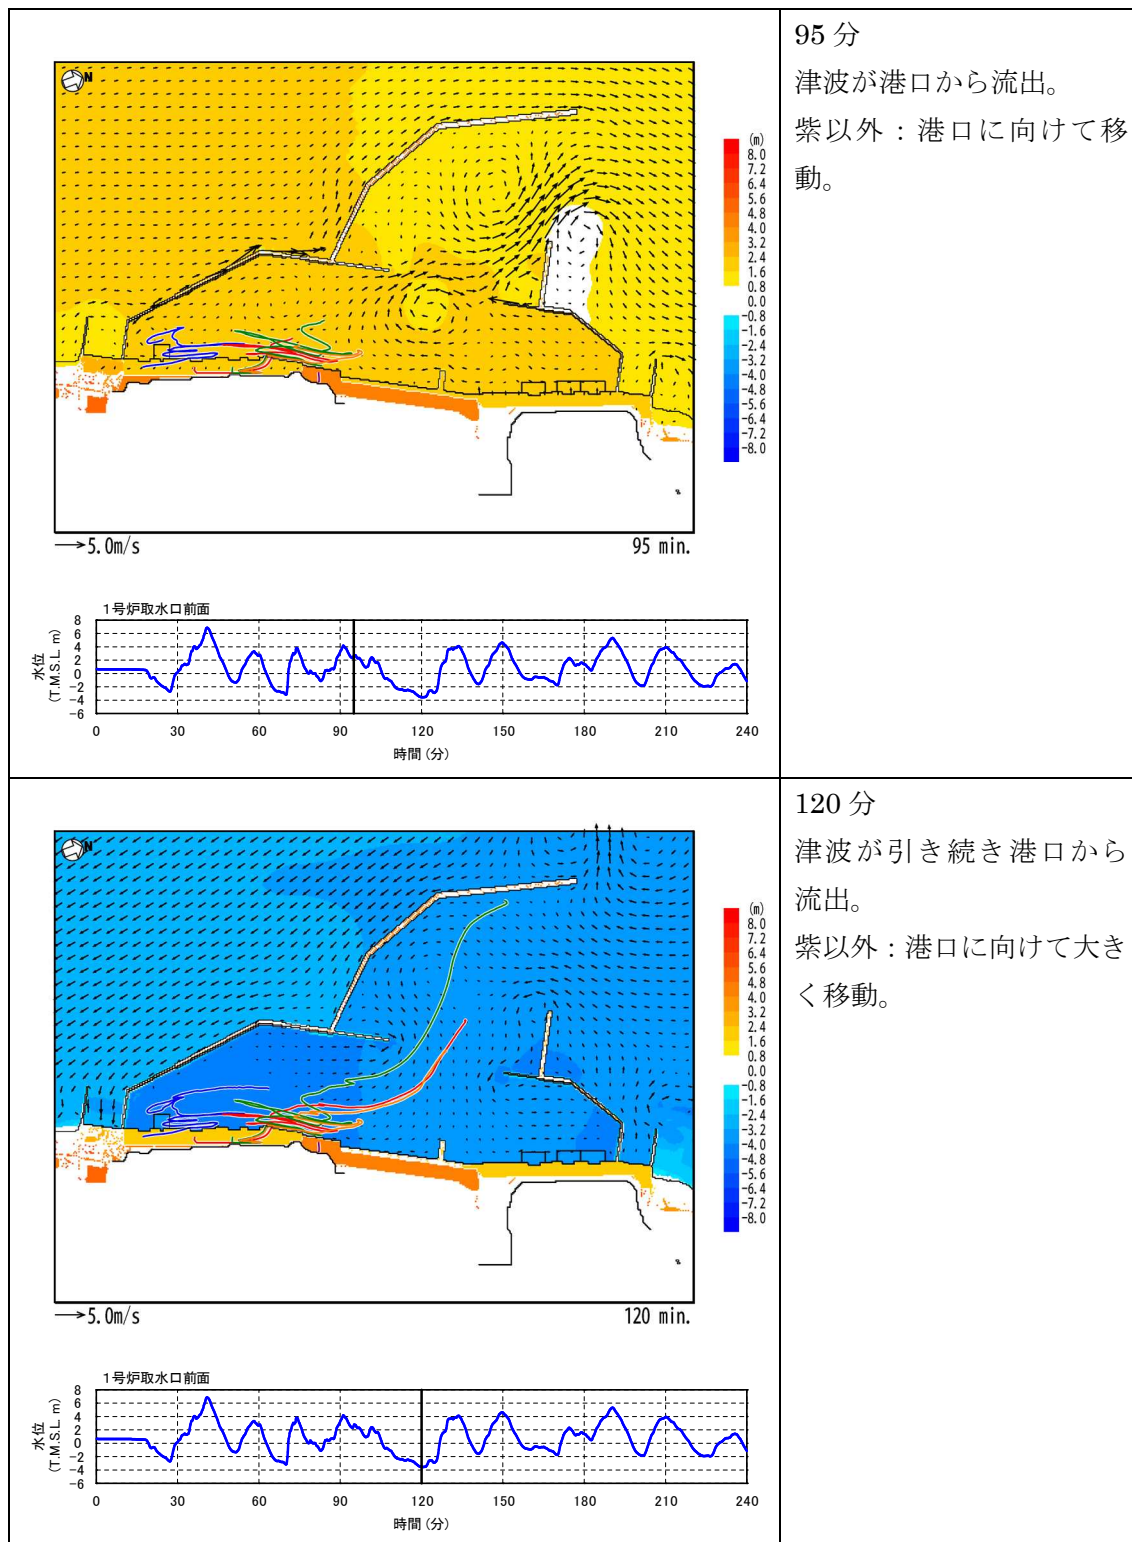 95 分
津波が港口から流出。
紫以外：港口に向けて移
動。
N
(m)
8.0
7.2
6.4
5.6
4.8
4.0
3.2
2.4
1.6
0.8
0.0
-0.8
-1.6
-2.4
-3.2
-4.0
-4.8
-5.6
-6.4
-7.2
-8.0
5.0m/s
95 min.
1号炉取水口前面
水位
(T.M.S.L. m)
8
6
4
2
0
-2
-4
-6
0 30 60 90 120 150 180 210 240
時間(分)
120 分
津波が引き続き港口から
流出。
紫以外：港口に向けて大き
く移動。
N
(m)
8.0
7.2
6.4
5.6
4.8
4.0
3.2
2.4
1.6
0.8
0.0
-0.8
-1.6
-2.4
-3.2
-4.0
-4.8
-5.6
-6.4
-7.2
-8.0
5.0m/s
120 min.
1号炉取水口前面
水位
(T.M.S.L. m)
8
6
4
2
0
-2
-4
-6
0 30 60 90 120 150 180 210 240
時間(分)